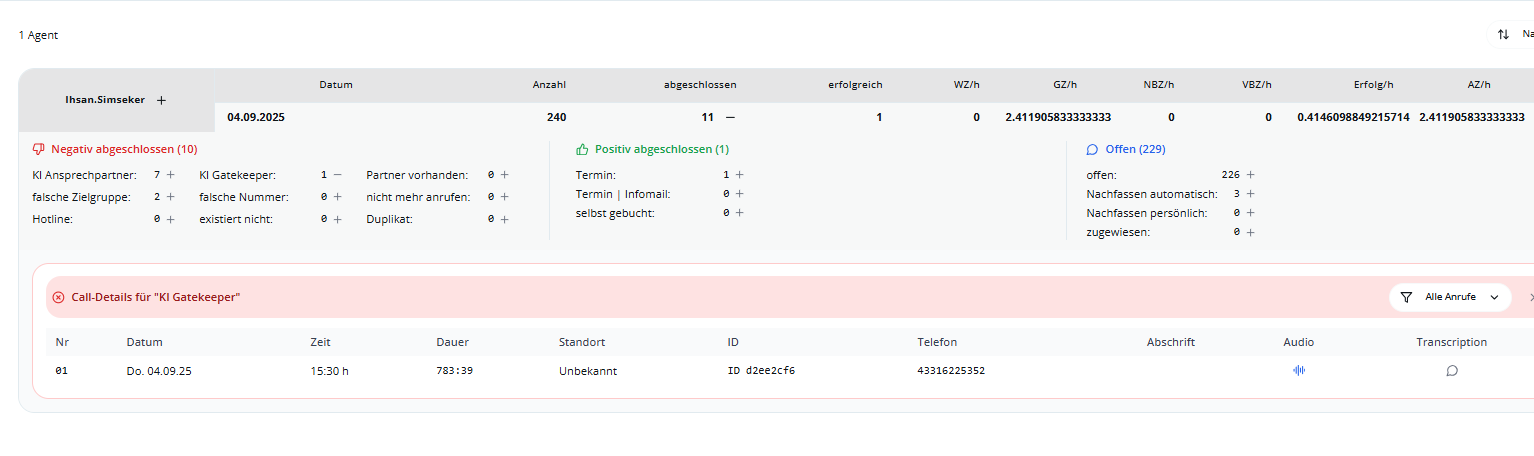 1 Agent
Na
Ihsan.Simseker +
Datum Anzahl abgeschlossen erfolgreich WZ/h GZ/h NBZ/h VBZ/h Erfolg/h AZ/h
04.09.2025 240 11 — 1 0 2.411905833333333 0 0 0.4146098849215714 2.411905833333333
Negativ abgeschlossen (10) Positiv abgeschlossen (1) Offen (229)
KI Ansprechpartner: 7 + KI Gatekeeper: 1 — Partner vorhanden: 0 + Termin: 1 + offen: 226 +
falsche Zielgruppe: 2 + falsche Nummer: 0 + nicht mehr anrufen: 0 + Termin | Infomail: 0 + Nachfassen automatisch: 3 +
Hotline: 0 + existiert nicht: 0 + Duplikat: 0 + selbst gebucht: 0 + Nachfassen persönlich: 0 +
zugewiesen: 0 +
Call-Details für "KI Gatekeeper" Alle Anrufe
Nr Datum Zeit Dauer Standort ID Telefon Abschrift Audio Transcription
01 Do. 04.09.25 15:30 h 783:39 Unbekannt ID d2ee2cf6 43316225352